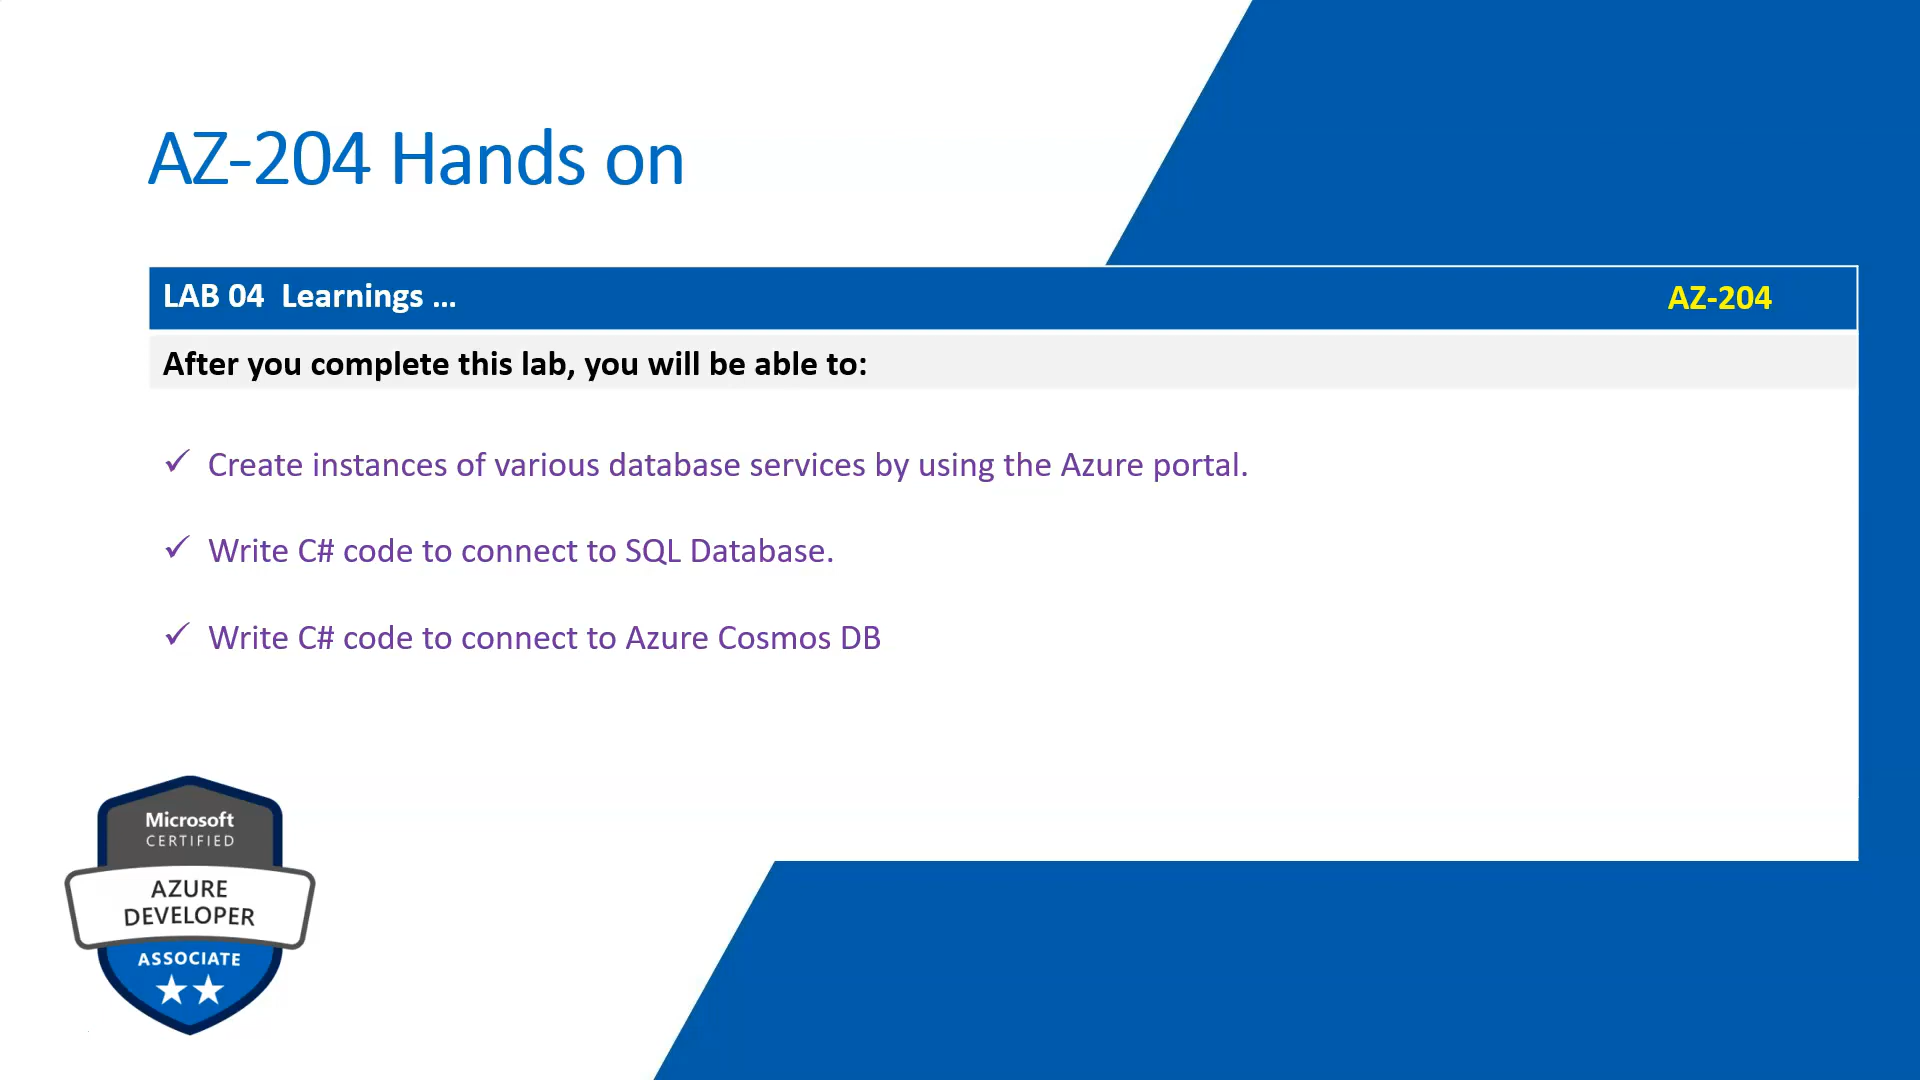 AZ-204 Hands on
LAB 04 Learnings ...
AZ-204
After you complete this lab, you will be able to:
✓ Create instances of various database services by using the Azure portal.
✓ Write C# code to connect to SQL Database.
✓ Write C# code to connect to Azure Cosmos DB
Microsoft
CERTIFIED
AZURE
DEVELOPER
ASSOCIATE